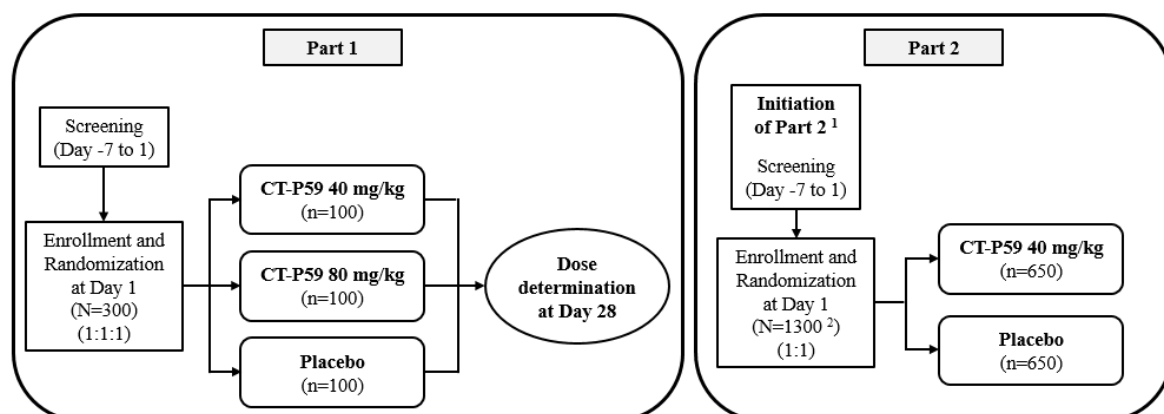 Part 1
Screening
(Day -7 to 1)
Enrollment and
Randomization
at Day 1
(N=300)
(1:1:1)
CT-P59 40 mg/kg
(n=100)
CT-P59 80 mg/kg
(n=100)
Placebo
(n=100)
Dose
determination
at Day 28
Part 2
Initiation
of Part 2 ¹
Screening
(Day -7 to 1)
Enrollment and
Randomization
at Day 1
(N=1300 ²)
(1:1)
CT-P59 40 mg/kg
(n=650)
Placebo
(n=650)